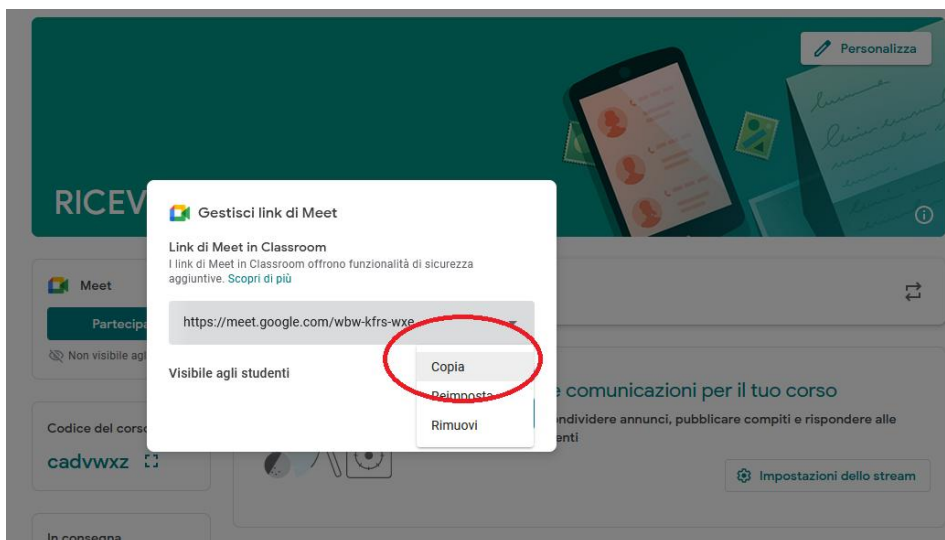 Personalizza
RICEV
Gestisci link di Meet
Link di Meet in Classroom
I link di Meet in Classroom offrono funzionalità di sicurezza
aggiuntive. Scopri di più
Meet
https://meet.google.com/wbw-kfrs-wxe
Partecipa
Non visibile agli
Visibile agli studenti
Copia
Reimposta
Rimuovi
e comunicazioni per il tuo corso
ondividere annunci, pubblicare compiti e rispondere alle
enti
Codice del corso
cadvwxz
Impostazioni dello stream
In consegna